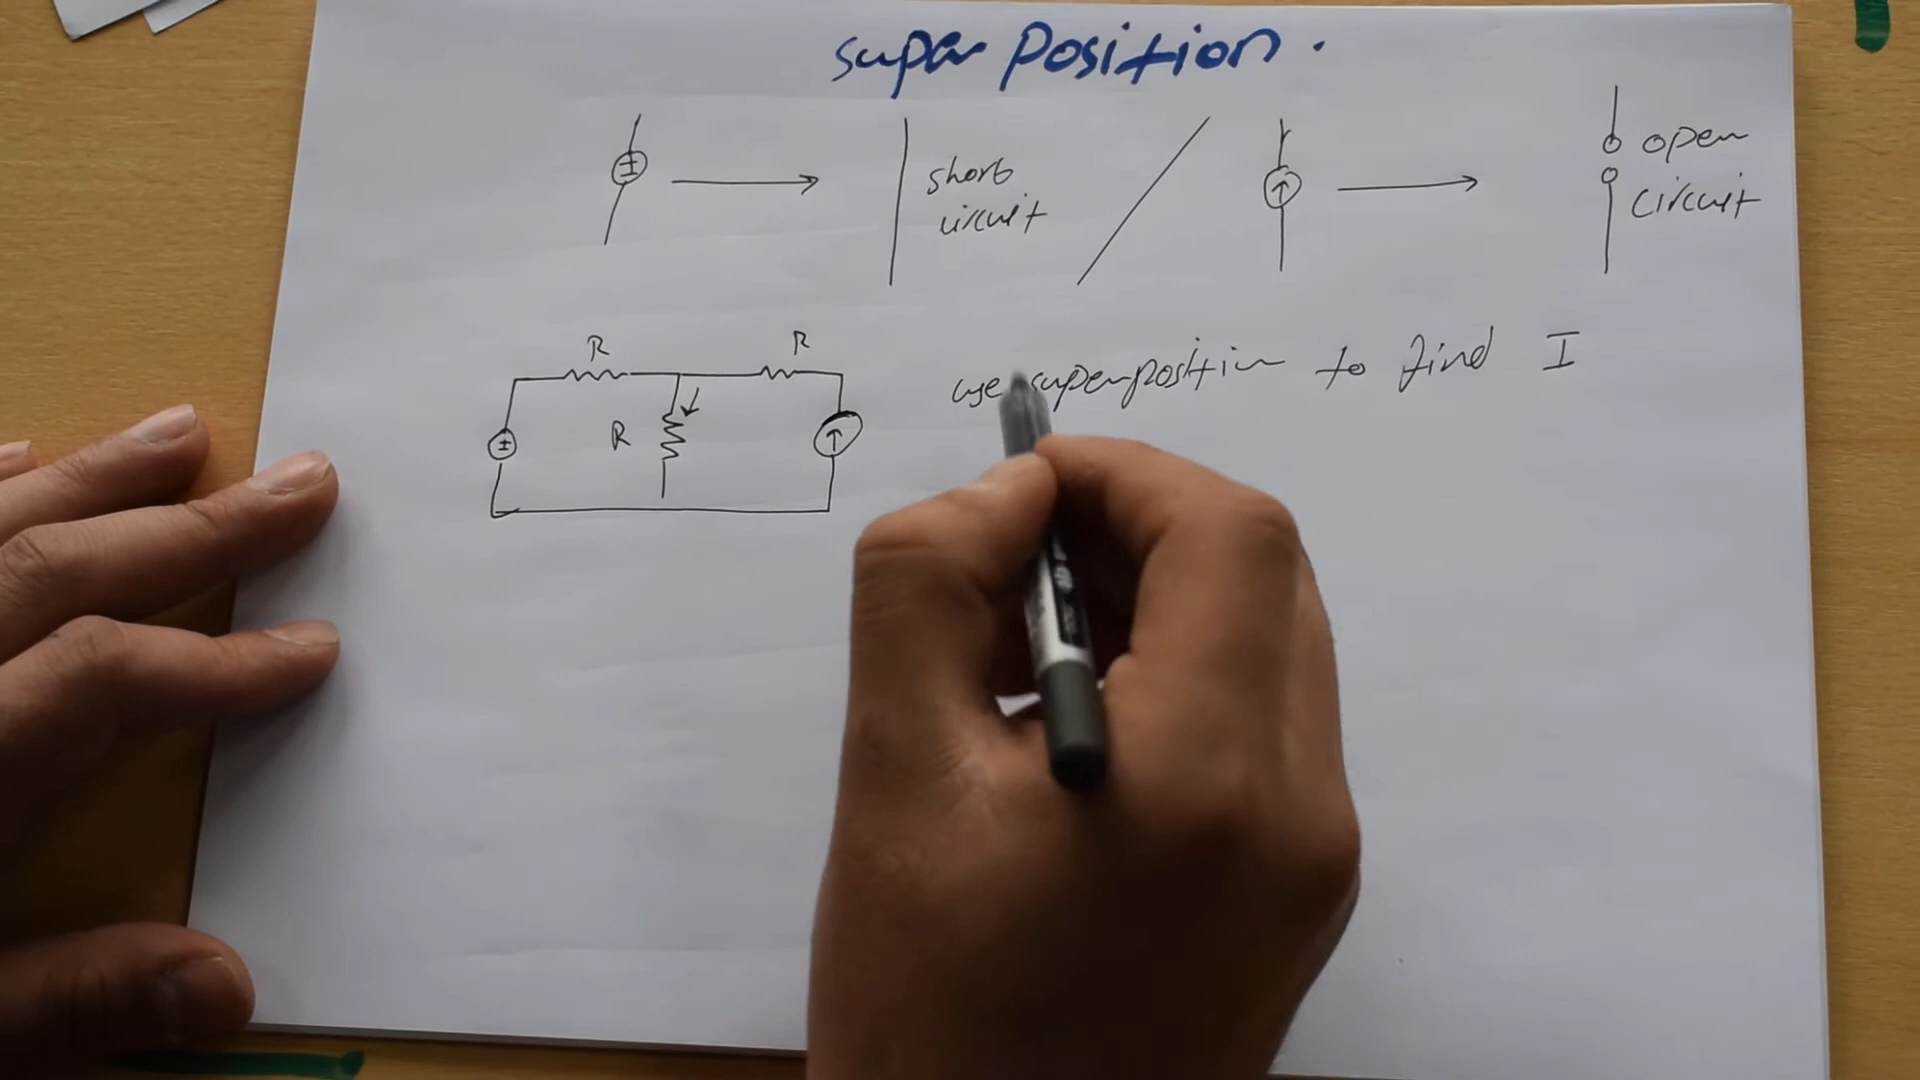 super position.
short
circuit
open
circuit
R
R
R
use superposition to find I